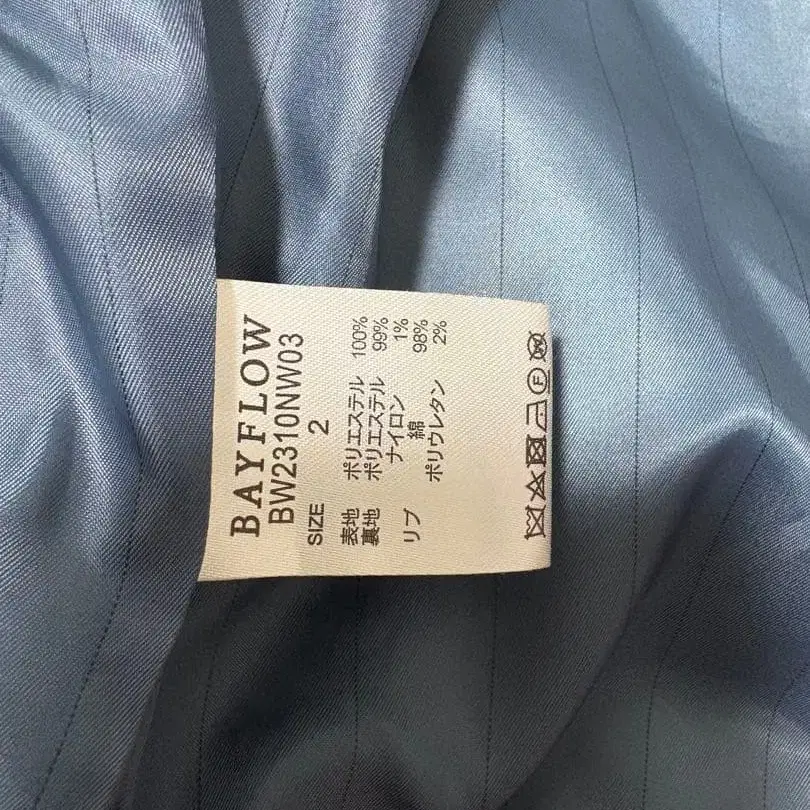 BAYFLOW
BW2310NW03
SIZE 2
表地 ポリエステル 100%
裏地 ポリエステル 99%
ナイロン 1%
リブ 綿 98%
ポリウレタン 2%
F W